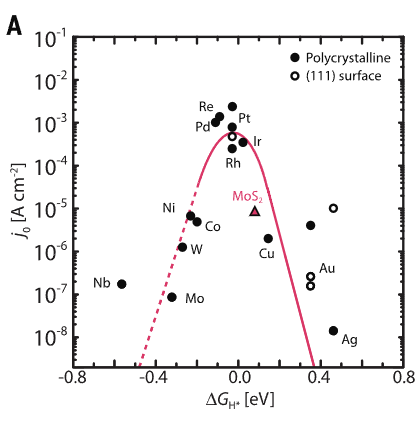 A
10⁻¹
10⁻²
10⁻³
10⁻⁴
10⁻⁵
10⁻⁶
10⁻⁷
10⁻⁸
j₀ [A cm⁻²]
Polycrystalline
(111) surface
Re
Pt
Pd
Ir
Rh
MoS₂
Ni
Co
W
Cu
Nb
Mo
Au
Ag
-0.8 -0.4 0.0 0.4 0.8
ΔG_H* [eV]